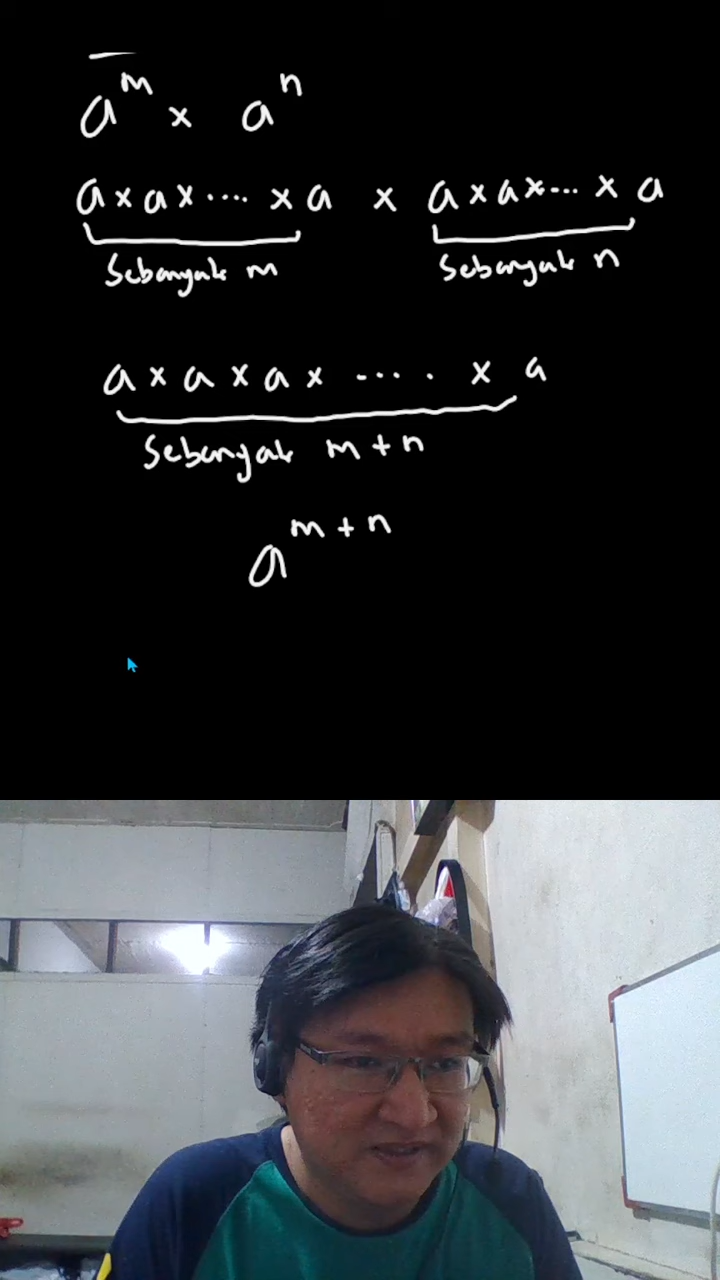 a^m × a^n
a × a × .... × a × a × a × ... × a
Sebanyak m Sebanyak n
a × a × a × ..... × a
Sebanyak m + n
a^{m + n}